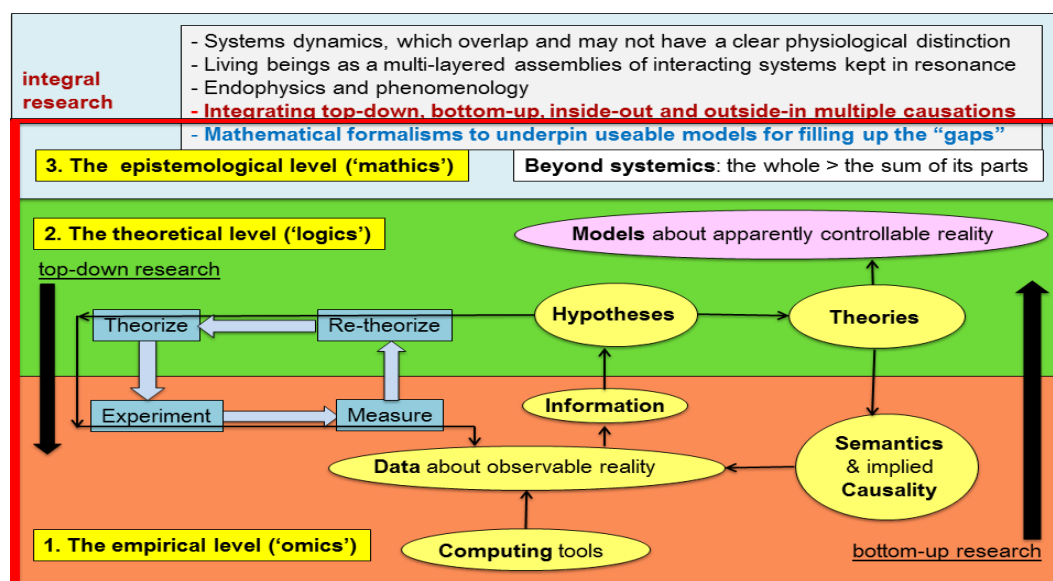 - Systems dynamics, which overlap and may not have a clear physiological distinction
- Living beings as a multi-layered assemblies of interacting systems kept in resonance
- Endophysics and phenomenology
- Integrating top-down, bottom-up, inside-out and outside-in multiple causations
- Mathematical formalisms to underpin useable models for filling up the “gaps”
integral
research
3. The epistemological level (‘mathics’)
Beyond systemics: the whole > the sum of its parts
2. The theoretical level (‘logics’)
Models about apparently controllable reality
top-down research
Theorize
Re-theorize
Hypotheses
Theories
Experiment
Measure
Information
Semantics
& implied
Causality
Data about observable reality
1. The empirical level (‘omics’)
Computing tools
bottom-up research